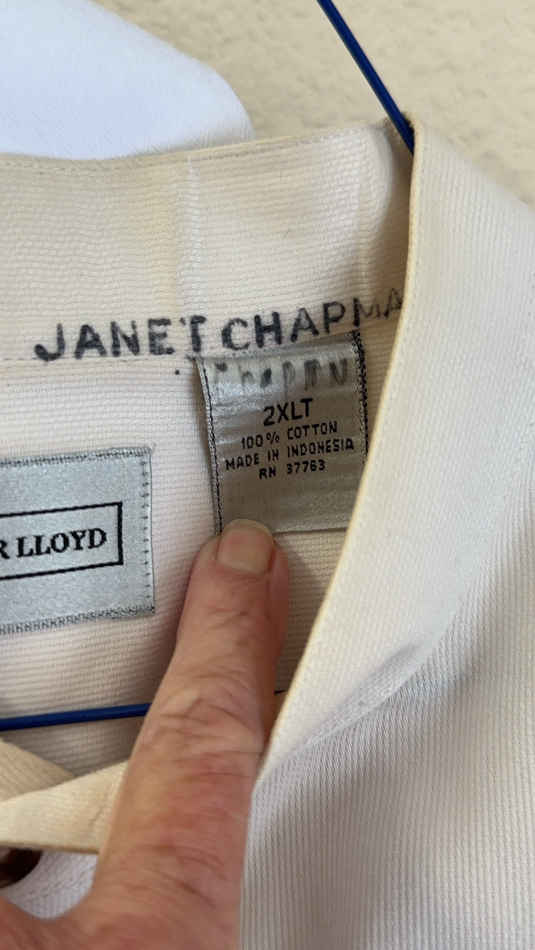 JANET CHAPMA
2XLT
100% COTTON
MADE IN INDONESIA
RN 37763
R LLOYD